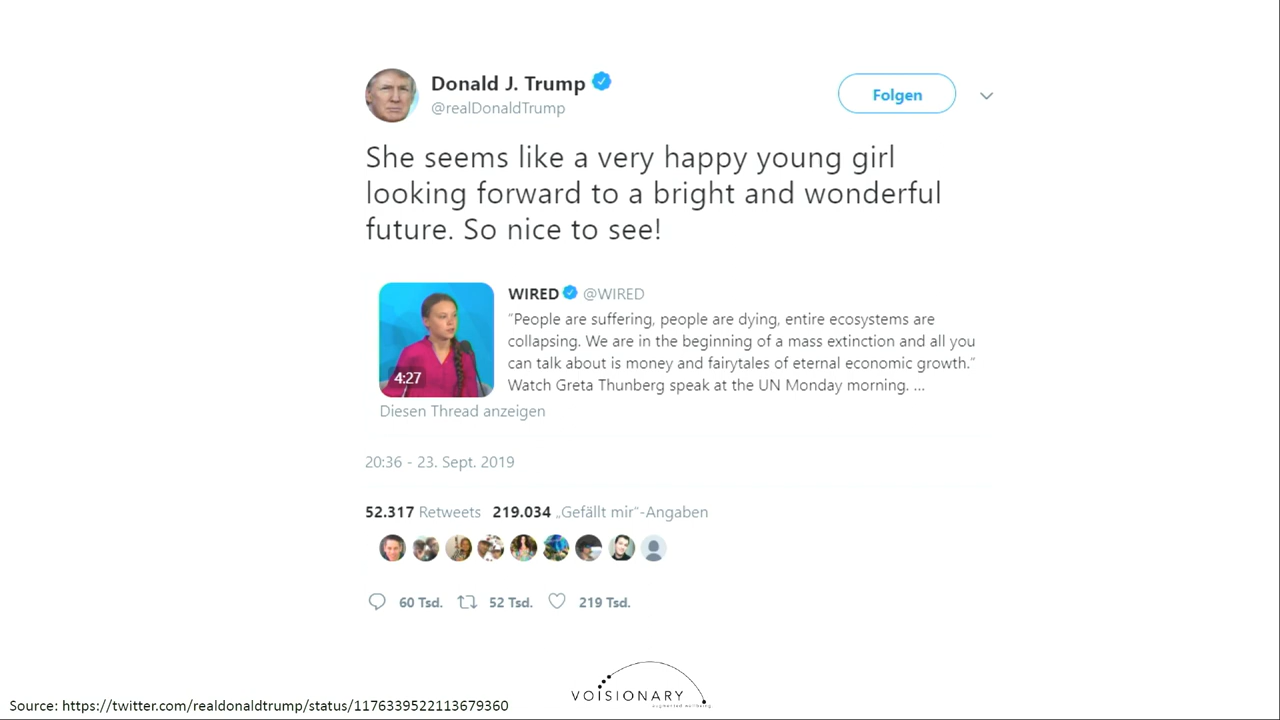 Donald J. Trump
@realDonaldTrump
Folgen
She seems like a very happy young girl
looking forward to a bright and wonderful
future. So nice to see!
WIRED @WIRED
“People are suffering, people are dying, entire ecosystems are
collapsing. We are in the beginning of a mass extinction and all you
can talk about is money and fairytales of eternal economic growth.”
Watch Greta Thunberg speak at the UN Monday morning. ...
4:27
Diesen Thread anzeigen
20:36 - 23. Sept. 2019
52.317 Retweets 219.034 „Gefällt mir“-Angaben
60 Tsd. 52 Tsd. 219 Tsd.
VOISIONARY
augmented wellbeing
Source: https://twitter.com/realdonaldtrump/status/1176339522113679360